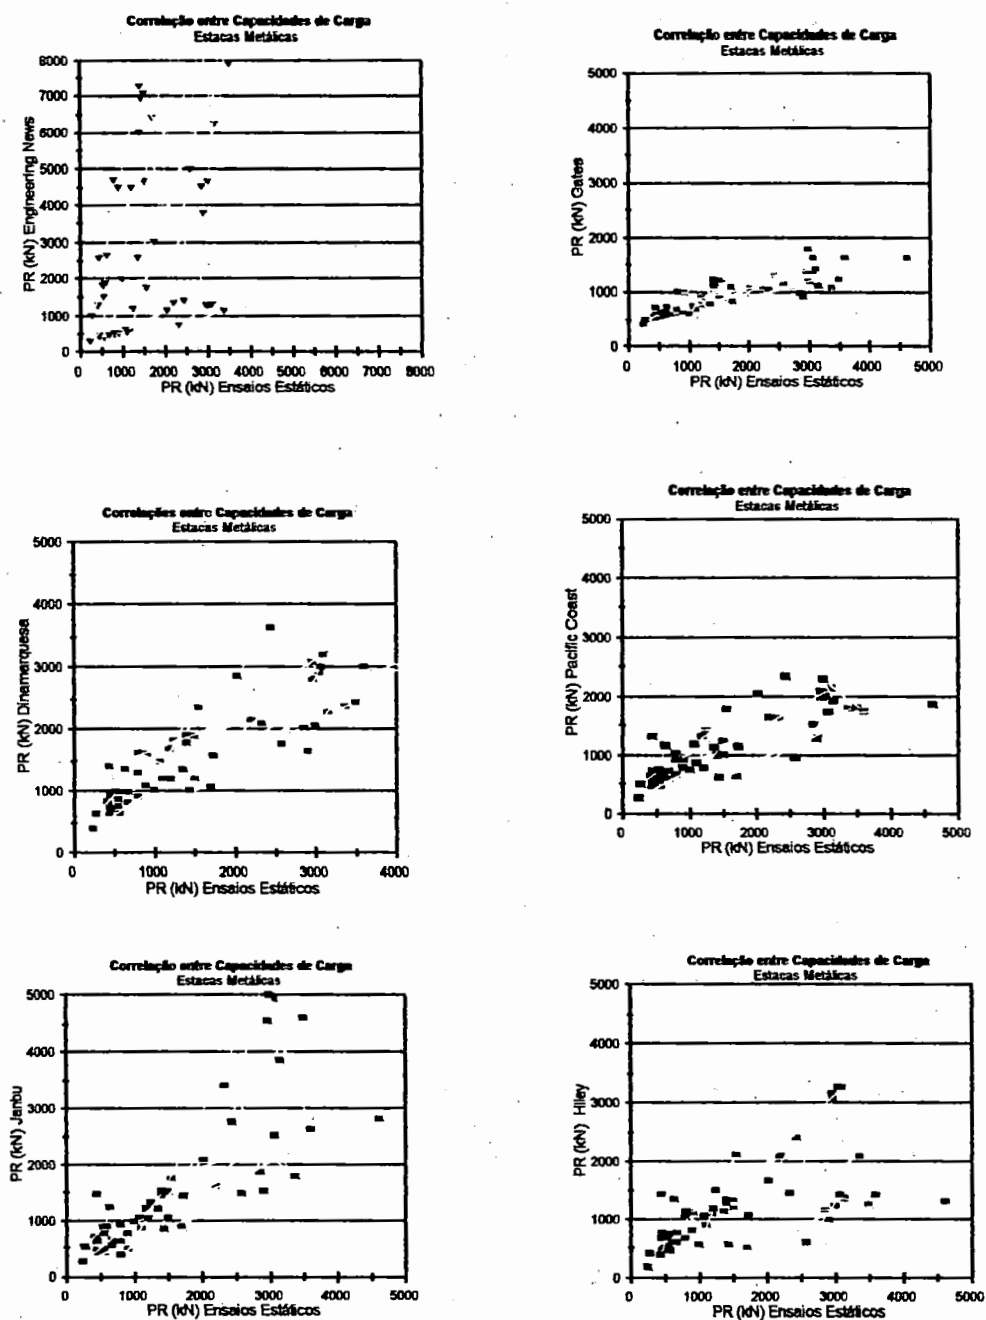 Correlação entre Capacidades de Carga
Estacas Metálicas
8000
7000
6000
5000
4000
3000
2000
1000
0
PR (kN) Engineering News
0 1000 2000 3000 4000 5000 6000 7000 8000
PR (kN) Ensaios Estáticos
Correlação entre Capacidades de Carga
Estacas Metálicas
5000
4000
3000
2000
1000
0
PR (kN) Gates
0 1000 2000 3000 4000 5000
PR (kN) Ensaios Estáticos
Correlações entre Capacidades de Carga
Estacas Metálicas
5000
4000
3000
2000
1000
0
PR (kN) Dinamarquesa
0 1000 2000 3000 4000
PR (kN) Ensaios Estáticos
Correlação entre Capacidades de Carga
Estacas Metálicas
5000
4000
3000
2000
1000
0
PR (kN) Pacific Coast
0 1000 2000 3000 4000 5000
PR (kN) Ensaios Estáticos
Correlação entre Capacidades de Carga
Estacas Metálicas
5000
4000
3000
2000
1000
0
PR (kN) Janbu
0 1000 2000 3000 4000 5000
PR (kN) Ensaios Estáticos
Correlação entre Capacidades de Carga
Estacas Metálicas
5000
4000
3000
2000
1000
0
PR (kN) Hiley
0 1000 2000 3000 4000 5000
PR (kN) Ensaios Estáticos